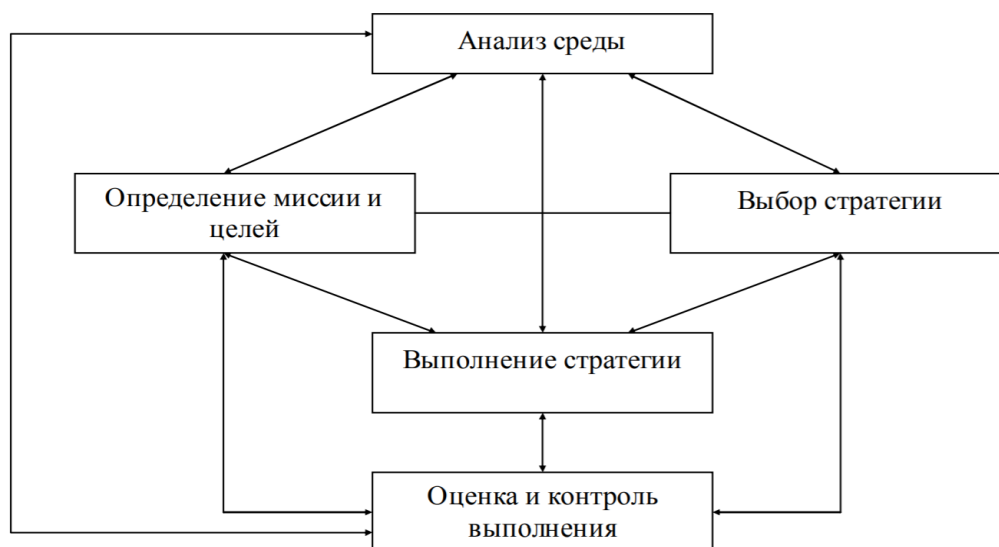 Анализ среды
Определение миссии и
целей
Выбор стратегии
Выполнение стратегии
Оценка и контроль
выполнения